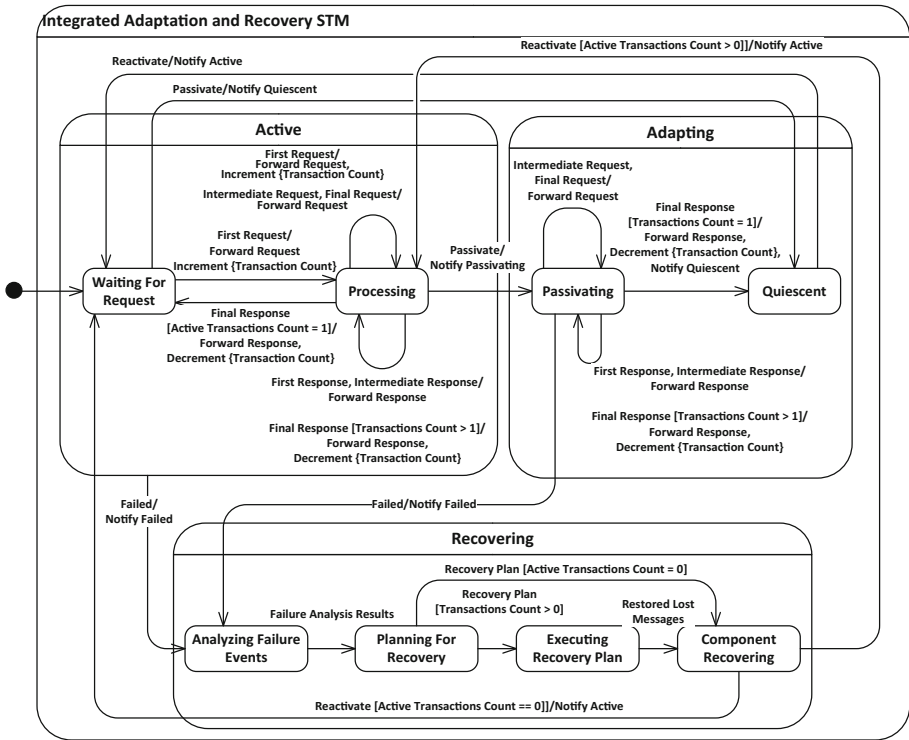 Integrated Adaptation and Recovery STM
Reactivate [Active Transactions Count > 0]]/Notify Active
Reactivate/Notify Active
Passivate/Notify Quiescent
Active
First Request/
Forward Request,
Increment {Transaction Count}
Intermediate Request, Final Request/
Forward Request
First Request/
Forward Request
Increment {Transaction Count}
Waiting For
Request
Processing
Final Response
[Active Transactions Count = 1]/
Forward Response,
Decrement {Transaction Count}
First Response, Intermediate Response/
Forward Response
Final Response [Transactions Count > 1]/
Forward Response,
Decrement {Transaction Count}
Passivate/
Notify Passivating
Adapting
Intermediate Request,
Final Request/
Forward Request
Final Response
[Transactions Count = 1]/
Forward Response,
Decrement {Transaction Count},
Notify Quiescent
Passivating
Quiescent
First Response, Intermediate Response/
Forward Response
Final Response [Transactions Count > 1]/
Forward Response,
Decrement {Transaction Count}
Failed/
Notify Failed
Failed/Notify Failed
Recovering
Recovery Plan [Active Transactions Count = 0]
Recovery Plan
[Transactions Count > 0]
Failure Analysis Results
Restored Lost
Messages
Analyzing Failure
Events
Planning For
Recovery
Executing
Recovery Plan
Component
Recovering
Reactivate [Active Transactions Count == 0]]/Notify Active